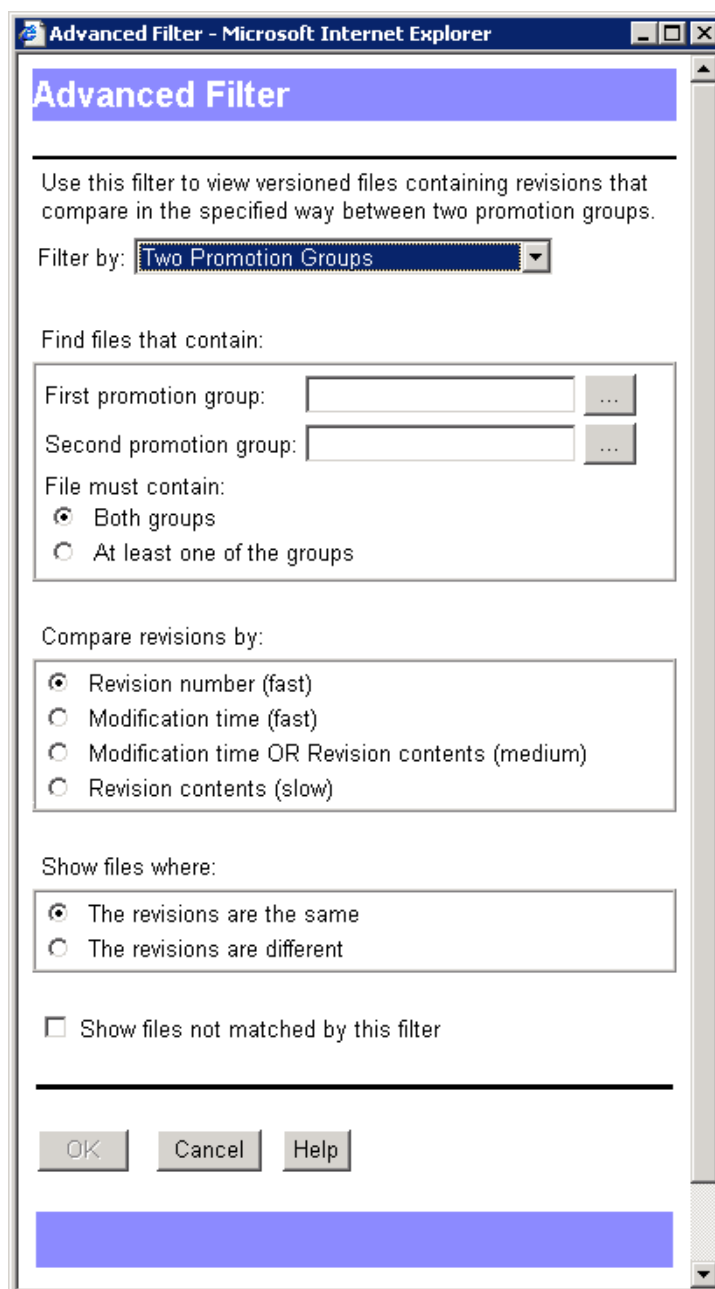 Advanced Filter - Microsoft Internet Explorer
Advanced Filter
Use this filter to view versioned files containing revisions that
compare in the specified way between two promotion groups.
Filter by: Two Promotion Groups
Find files that contain:
First promotion group: ...
Second promotion group: ...
File must contain:
Both groups
At least one of the groups
Compare revisions by:
Revision number (fast)
Modification time (fast)
Modification time OR Revision contents (medium)
Revision contents (slow)
Show files where:
The revisions are the same
The revisions are different
Show files not matched by this filter
OK Cancel Help